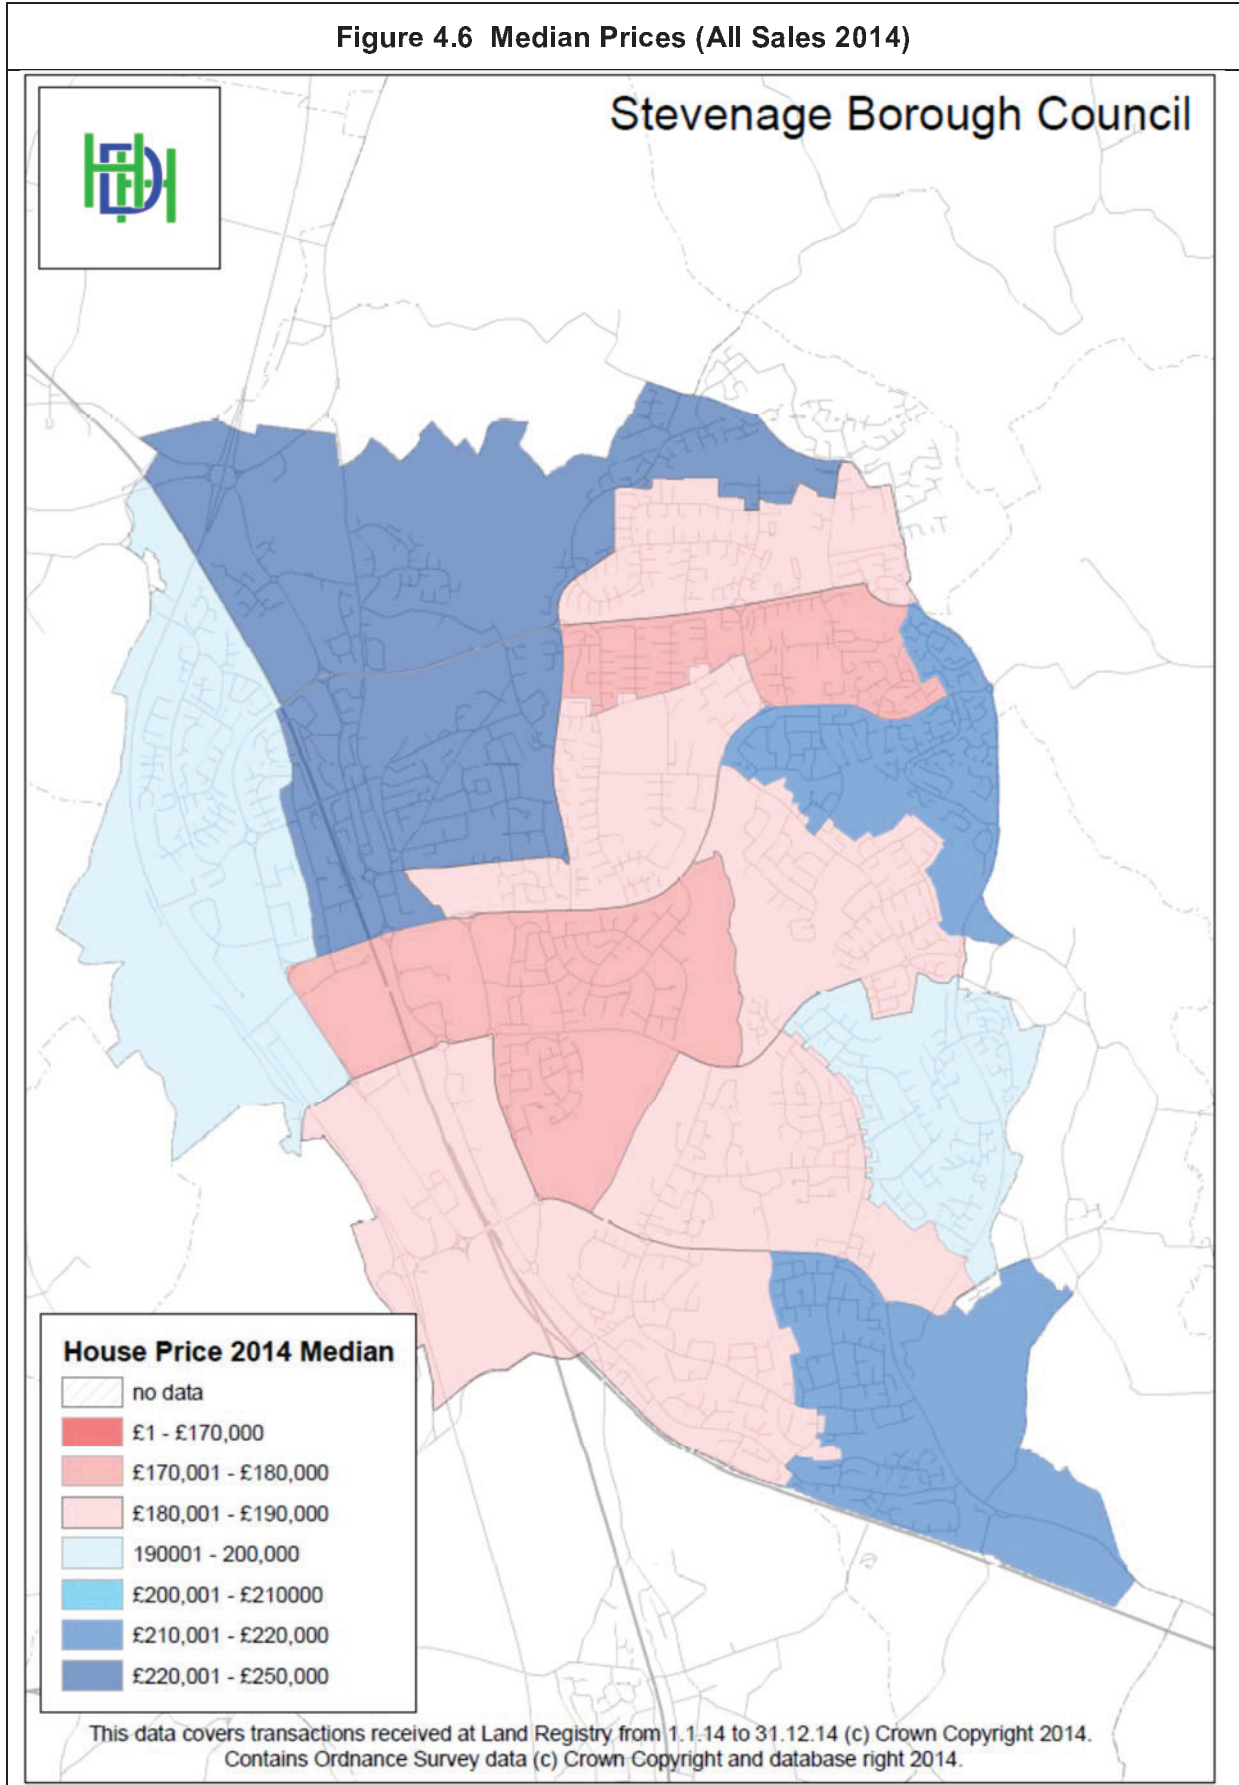 Figure 4.6 Median Prices (All Sales 2014)
Stevenage Borough Council
HDH
House Price 2014 Median
no data
£1 - £170,000
£170,001 - £180,000
£180,001 - £190,000
190001 - 200,000
£200,001 - £210000
£210,001 - £220,000
£220,001 - £250,000
This data covers transactions received at Land Registry from 1.1.14 to 31.12.14 (c) Crown Copyright 2014.
Contains Ordnance Survey data (c) Crown Copyright and database right 2014.